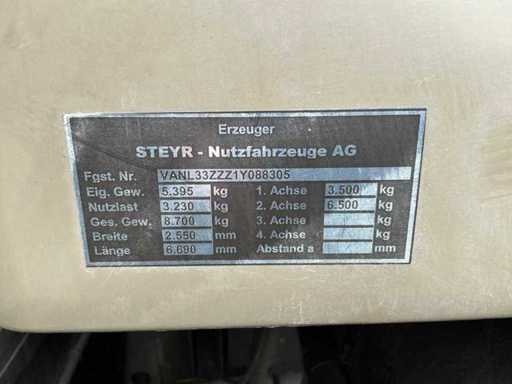 Erzeuger
STEYR - Nutzfahrzeuge AG
Fgst. Nr. VANL33ZZZ1Y088305
Eig. Gew. 5.395 kg 1. Achse 3.500 kg
Nutzlast 3.230 kg 2. Achse 6.500 kg
Ges. Gew. 8.700 kg 3. Achse kg
Breite 2.550 mm 4. Achse kg
Länge 6.690 mm Abstand a mm